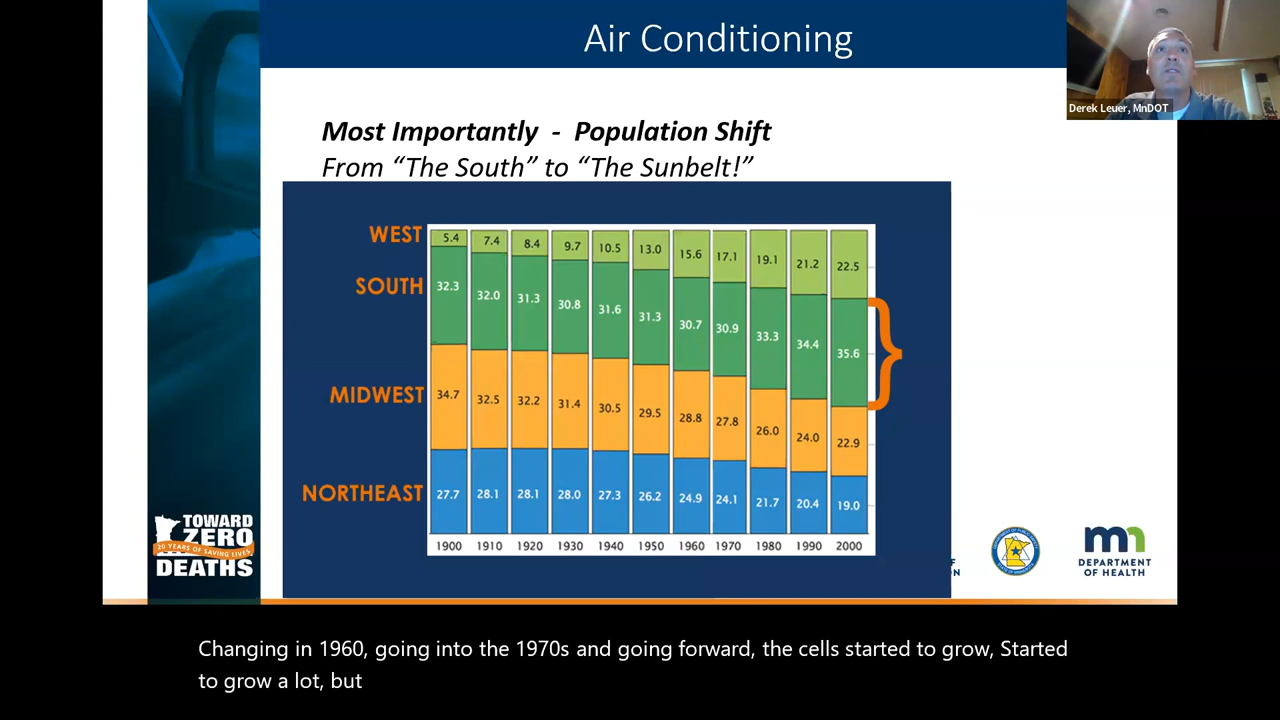 Air Conditioning
Derek Leuer, MnDOT
Most Importantly - Population Shift
From “The South” to “The Sunbelt!”
WEST
5.4 7.4 8.4 9.7 10.5 13.0 15.6 17.1 19.1 21.2 22.5
SOUTH
32.3 32.0 31.3 30.8 31.6 31.3 30.7 30.9 33.3 34.4 35.6
MIDWEST
34.7 32.5 32.2 31.4 30.5 29.5 28.8 27.8 26.0 24.0 22.9
NORTHEAST
27.7 28.1 28.1 28.0 27.3 26.2 24.9 24.1 21.7 20.4 19.0
1900 1910 1920 1930 1940 1950 1960 1970 1980 1990 2000
TOWARD
ZERO
20 YEARS OF SAVING LIVES
DEATHS
F
N
mn
DEPARTMENT
OF HEALTH
Changing in 1960, going into the 1970s and going forward, the cells started to grow, Started
to grow a lot, but